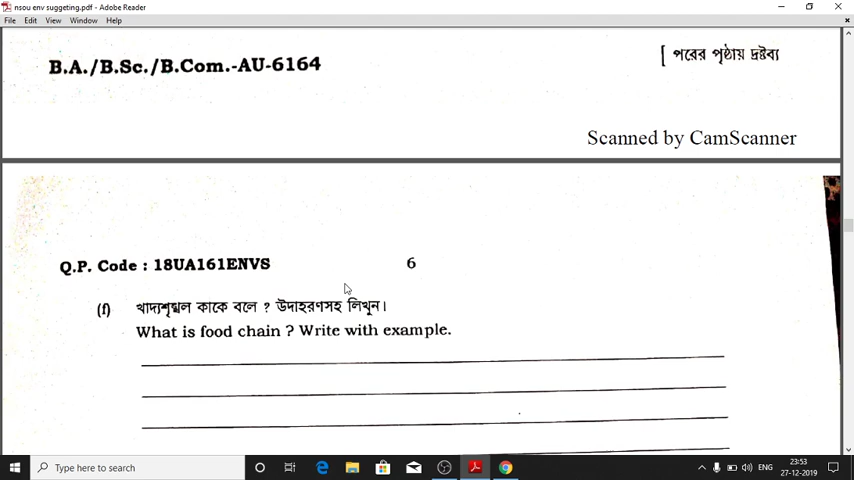 nsou env suggeting.pdf - Adobe Reader
File Edit View Window Help
B.A./B.Sc./B.Com.-AU-6164
[ পরের পৃষ্ঠায় দ্রষ্টব্য
Scanned by CamScanner
Q.P. Code : 18UA161ENVS 6
(f) খাদ্যশৃঙ্খল কাকে বলে ? উদাহরণসহ লিখুন।
What is food chain ? Write with example.
Type here to search
ENG
23:53
27-12-2019